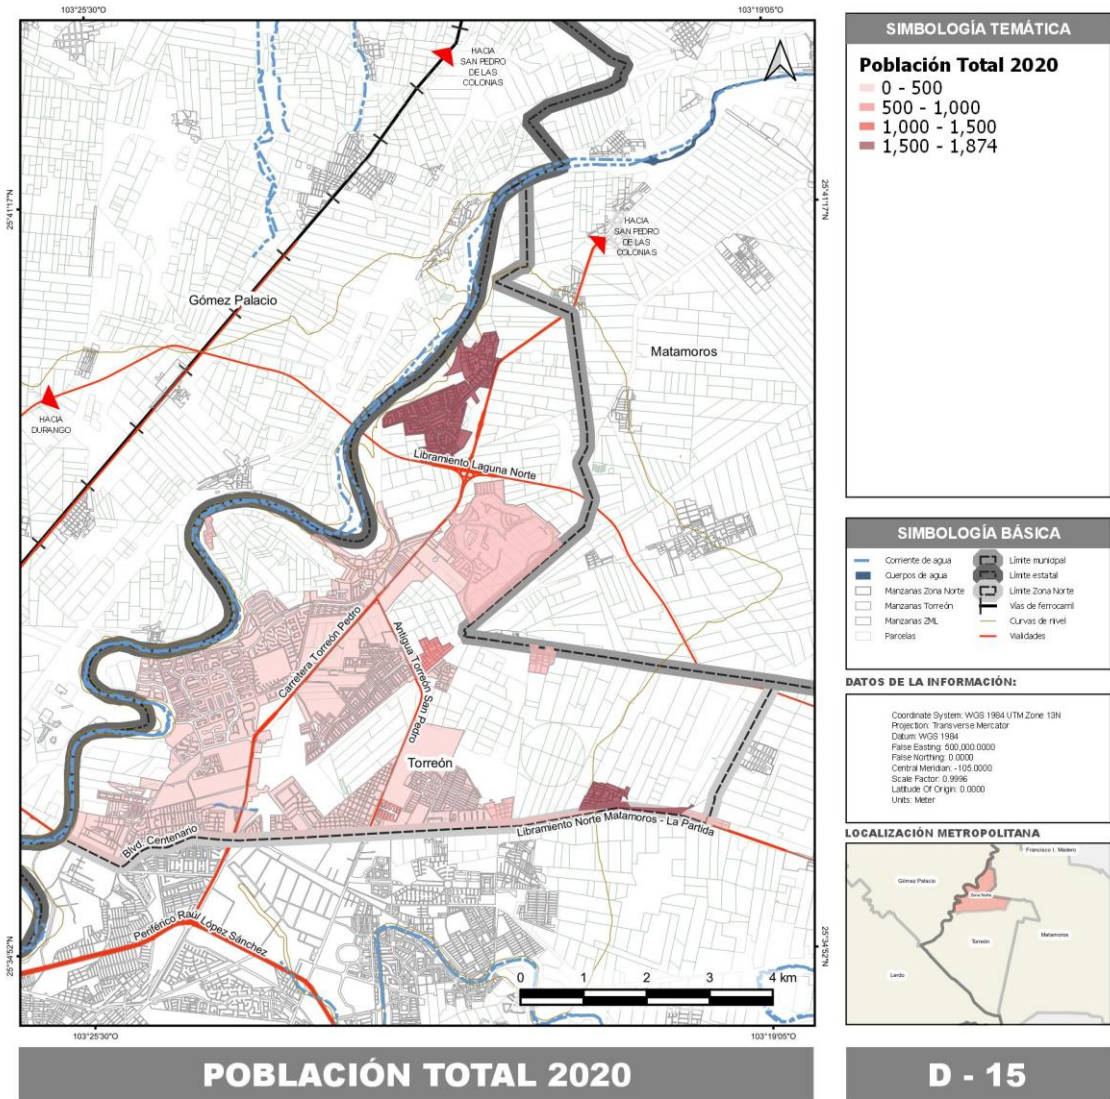 103°25'30"O
103°19'05"O
HACIA
SAN PEDRO
DE LAS
COLONIAS
25°41'17"N
25°41'17"N
HACIA
SAN PEDRO
DE LAS
COLONIAS
Gómez Palacio
Matamoros
HACIA
DURANGO
Libramiento Laguna Norte
Carretera Torreón Pedro
Antigua Torreón San Pedro
Torreón
Blvd. Centenario
Libramiento Norte Matamoros - La Partida
Periférico Raúl López Sánchez
25°34'52"N
25°34'52"N
0 1 2 3 4 km
103°25'30"O
103°19'05"O
POBLACIÓN TOTAL 2020
SIMBOLOGÍA TEMÁTICA
Población Total 2020
0 - 500
500 - 1,000
1,000 - 1,500
1,500 - 1,874
SIMBOLOGÍA BÁSICA
Corriente de agua
Cuerpos de agua
Manzanas Zona Norte
Manzanas Torreón
Manzanas ZML
Parcelas
Límite municipal
Límite estatal
Límite Zona Norte
Vías de ferrocarril
Curvas de nivel
Vialidades
DATOS DE LA INFORMACIÓN:
Coordinate System: WGS 1984 UTM Zone 13N
Projection: Transverse Mercator
Datum: WGS 1984
False Easting: 500,000.0000
False Northing: 0.0000
Central Meridian: -105.0000
Scale Factor: 0.9996
Latitude Of Origin: 0.0000
Units: Meter
LOCALIZACIÓN METROPOLITANA
Francisco I. Madero
Gómez Palacio
Zona Norte
Torreón
Matamoros
Lerdo
D - 15